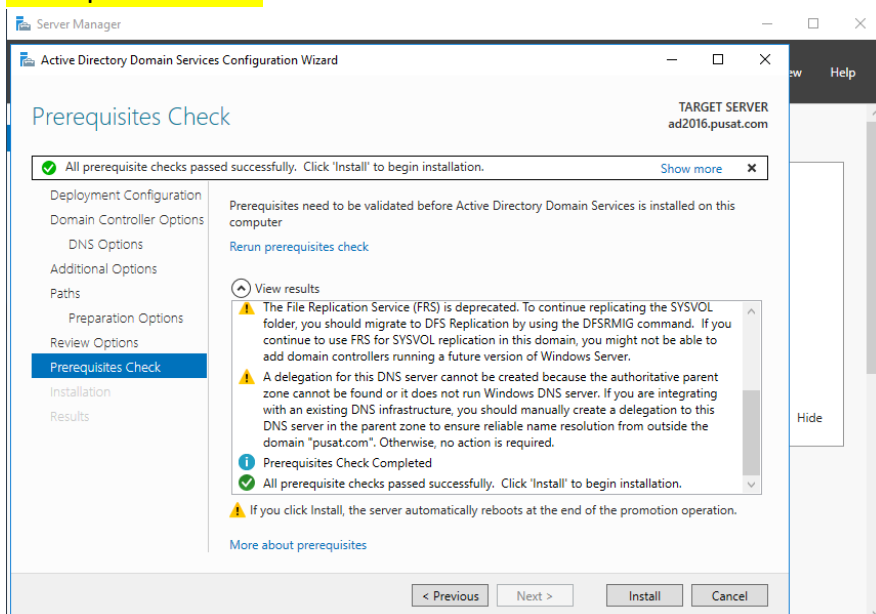 Server Manager
Active Directory Domain Services Configuration Wizard
ew Help
Prerequisites Check
TARGET SERVER
ad2016.pusat.com
All prerequisite checks passed successfully. Click 'Install' to begin installation.
Show more
Deployment Configuration
Domain Controller Options
DNS Options
Additional Options
Paths
Preparation Options
Review Options
Prerequisites Check
Installation
Results
Prerequisites need to be validated before Active Directory Domain Services is installed on this
computer
Rerun prerequisites check
View results
The File Replication Service (FRS) is deprecated. To continue replicating the SYSVOL
folder, you should migrate to DFS Replication by using the DFSRMIG command. If you
continue to use FRS for SYSVOL replication in this domain, you might not be able to
add domain controllers running a future version of Windows Server.
A delegation for this DNS server cannot be created because the authoritative parent
zone cannot be found or it does not run Windows DNS server. If you are integrating
with an existing DNS infrastructure, you should manually create a delegation to this
DNS server in the parent zone to ensure reliable name resolution from outside the
domain "pusat.com". Otherwise, no action is required.
Prerequisites Check Completed
All prerequisite checks passed successfully. Click 'Install' to begin installation.
If you click Install, the server automatically reboots at the end of the promotion operation.
More about prerequisites
Hide
< Previous
Next >
Install
Cancel